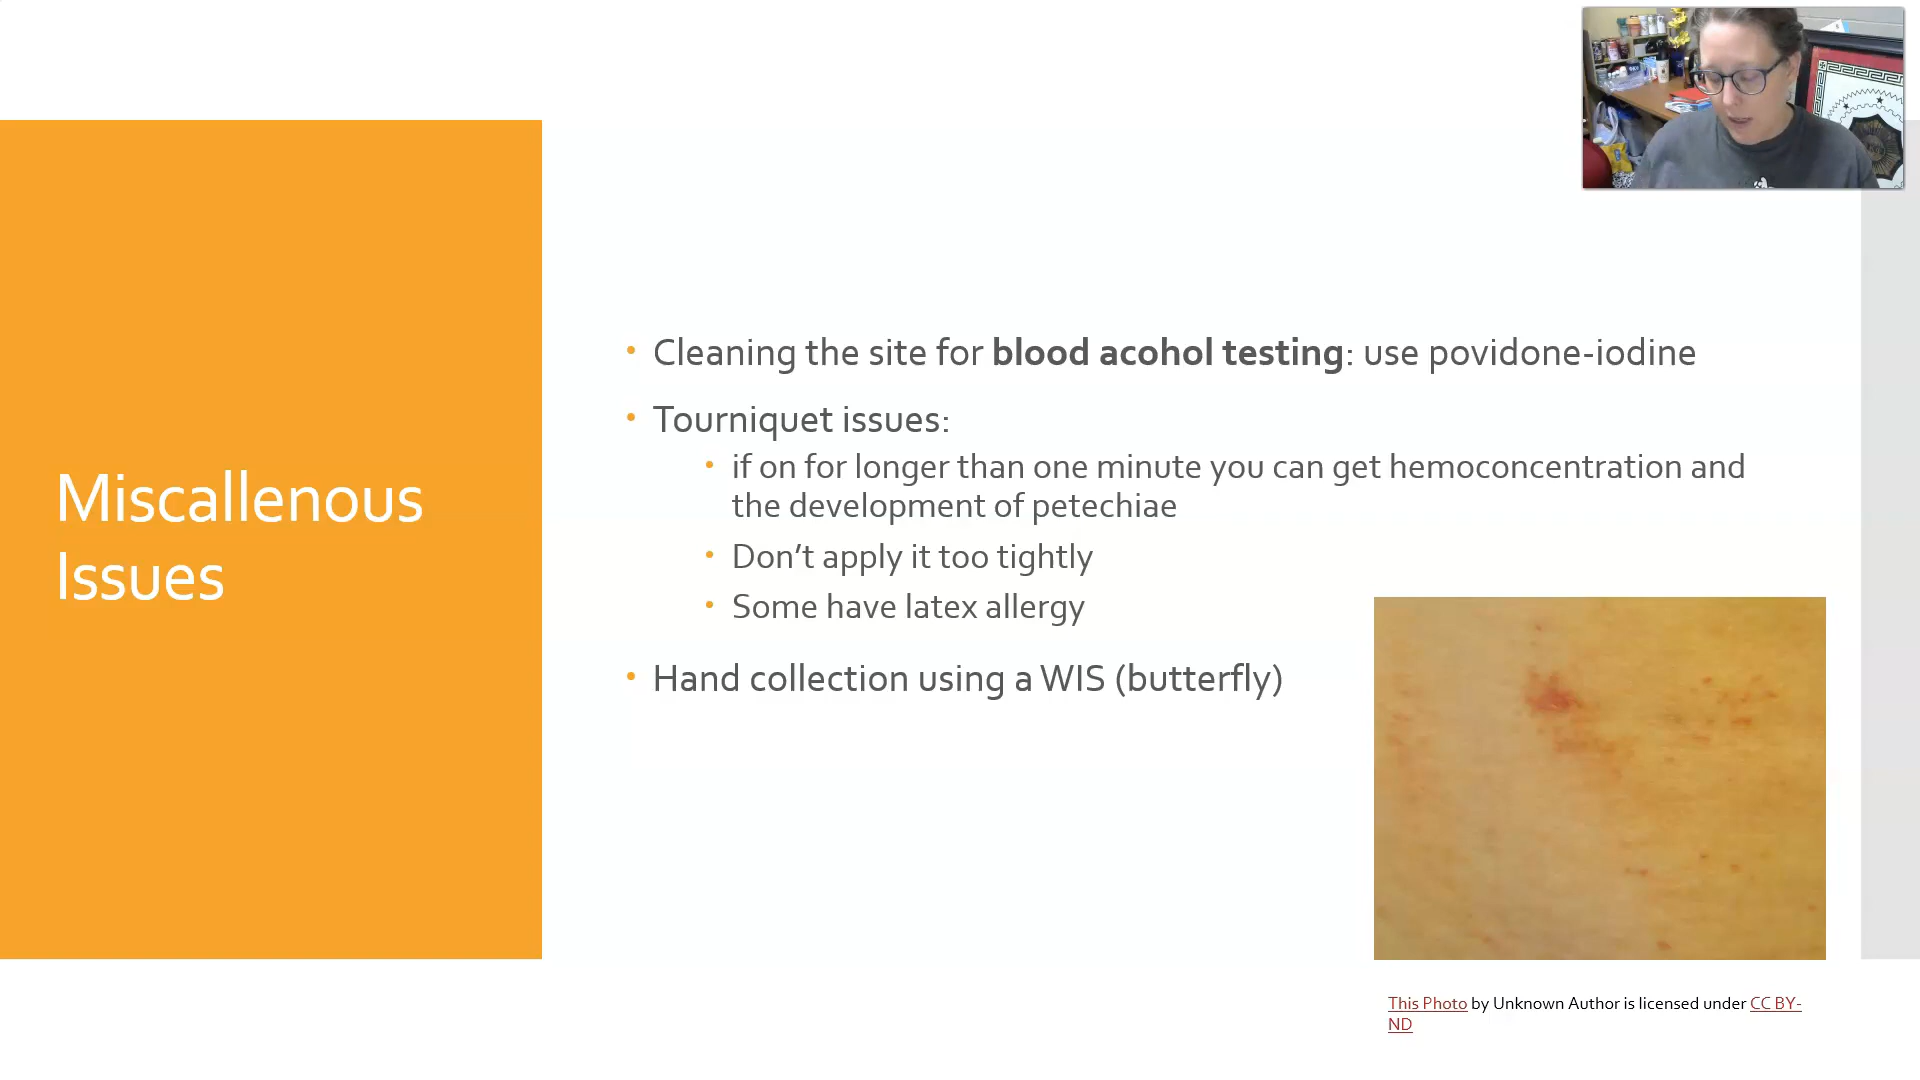 Miscallenous
Issues
• Cleaning the site for blood acohol testing: use povidone-iodine
• Tourniquet issues:
• if on for longer than one minute you can get hemoconcentration and
the development of petechiae
• Don’t apply it too tightly
• Some have latex allergy
• Hand collection using a WIS (butterfly)
This Photo by Unknown Author is licensed under CC BY-
ND